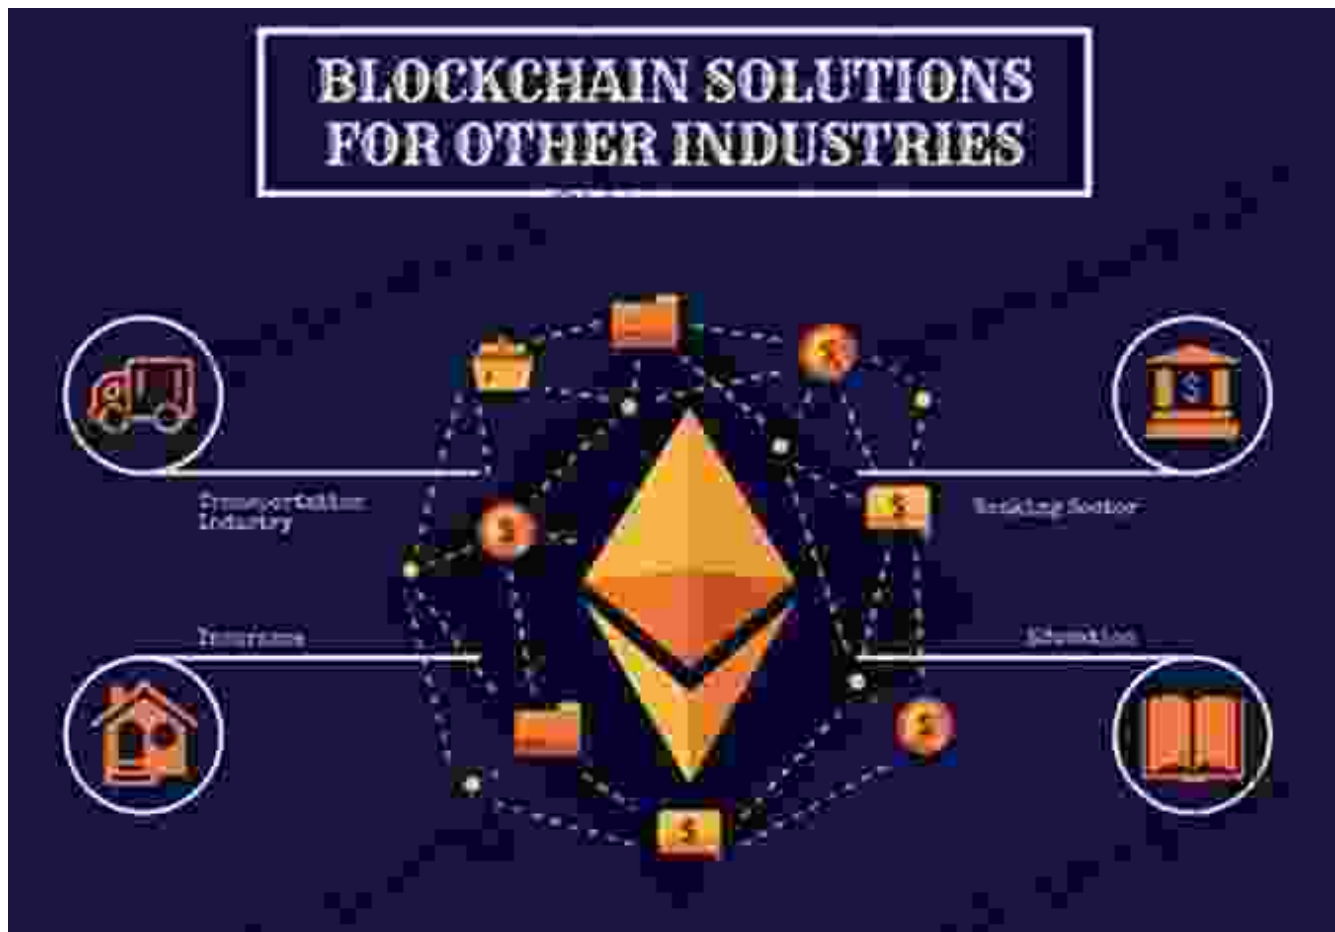 BLOCKCHAIN SOLUTIONS
FOR OTHER INDUSTRIES
Transportation
Industry
Banking Sector
Insurance
Education
$
$
$
$
$
$